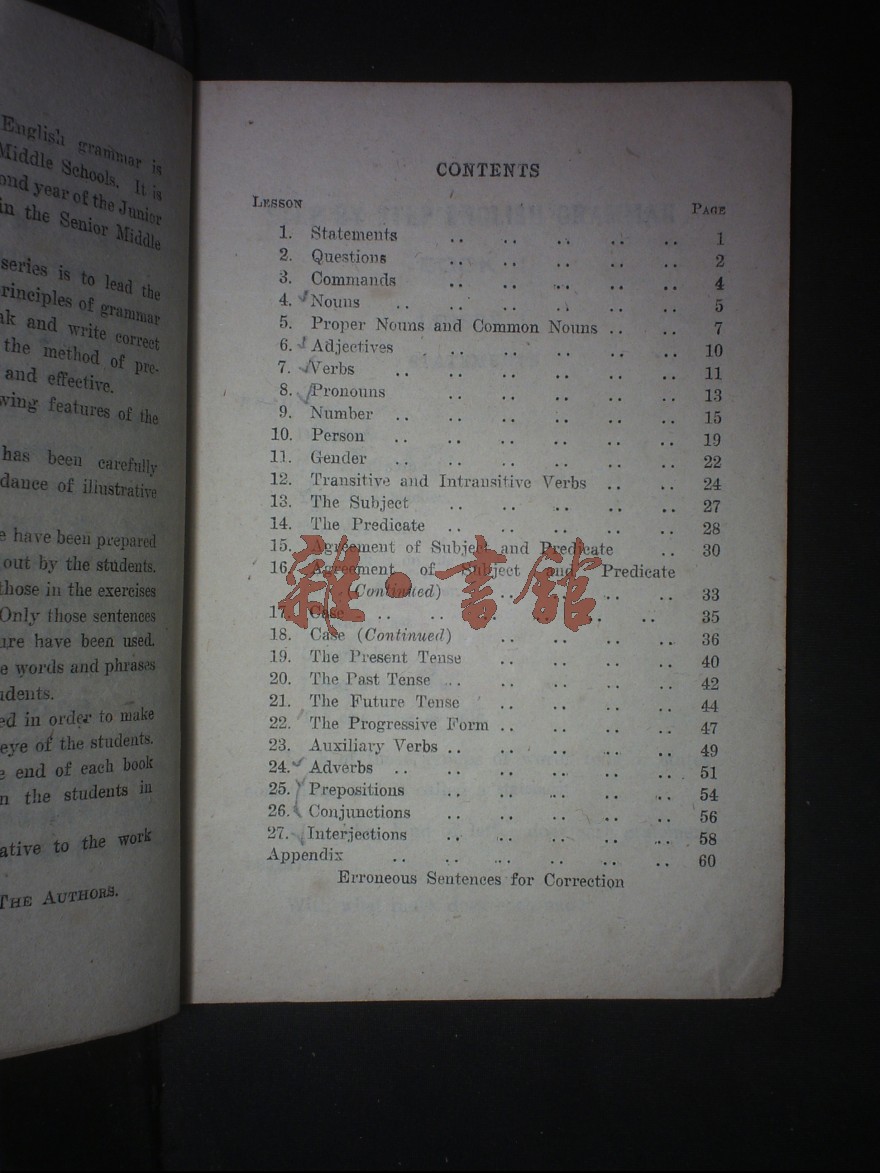 English grammar is
Middle Schools. It is
ond year of the Junior
in the Senior Middle
series is to lead the
rinciples of grammar
ak and write correct
the method of pre-
and effective.
wing features of the
has been carefully
dance of illustrative
e have been prepared
out by the students.
those in the exercises
Only those sentences
ure have been used.
e words and phrases
idents.
ed in order to make
eye of the students.
e end of each book
n the students in
ative to the work
THE AUTHORS.
CONTENTS
LESSON PAGE
1. Statements .. .. .. .. .. 1
2. Questions .. .. .. .. .. 2
3. Commands .. .. .. .. .. 4
4. Nouns .. .. .. .. .. .. 5
5. Proper Nouns and Common Nouns .. .. 7
6. Adjectives .. .. .. .. .. 10
7. Verbs .. .. .. .. .. .. 11
8. Pronouns .. .. .. .. .. 13
9. Number .. .. .. .. .. .. 15
10. Person .. .. .. .. .. .. 19
11. Gender .. .. .. .. .. .. 22
12. Transitive and Intransitive Verbs .. .. 24
13. The Subject .. .. .. .. .. 27
14. The Predicate .. .. .. .. .. 28
15. Agreement of Subject and Predicate .. 30
16. Agreement of Subject and Predicate
(Continued) .. .. .. .. 33
17. Case .. .. .. .. .. .. .. 35
18. Case (Continued) .. .. .. .. 36
19. The Present Tense .. .. .. .. 40
20. The Past Tense .. .. .. .. .. 42
21. The Future Tense .. .. .. .. 44
22. The Progressive Form .. .. .. .. 47
23. Auxiliary Verbs .. .. .. .. .. 49
24. Adverbs .. .. .. .. .. .. 51
25. Prepositions .. .. .. .. .. 54
26. Conjunctions .. .. .. .. .. 56
27. Interjections .. .. .. .. .. 58
Appendix .. .. .. .. .. .. 60
Erroneous Sentences for Correction
雜·書館